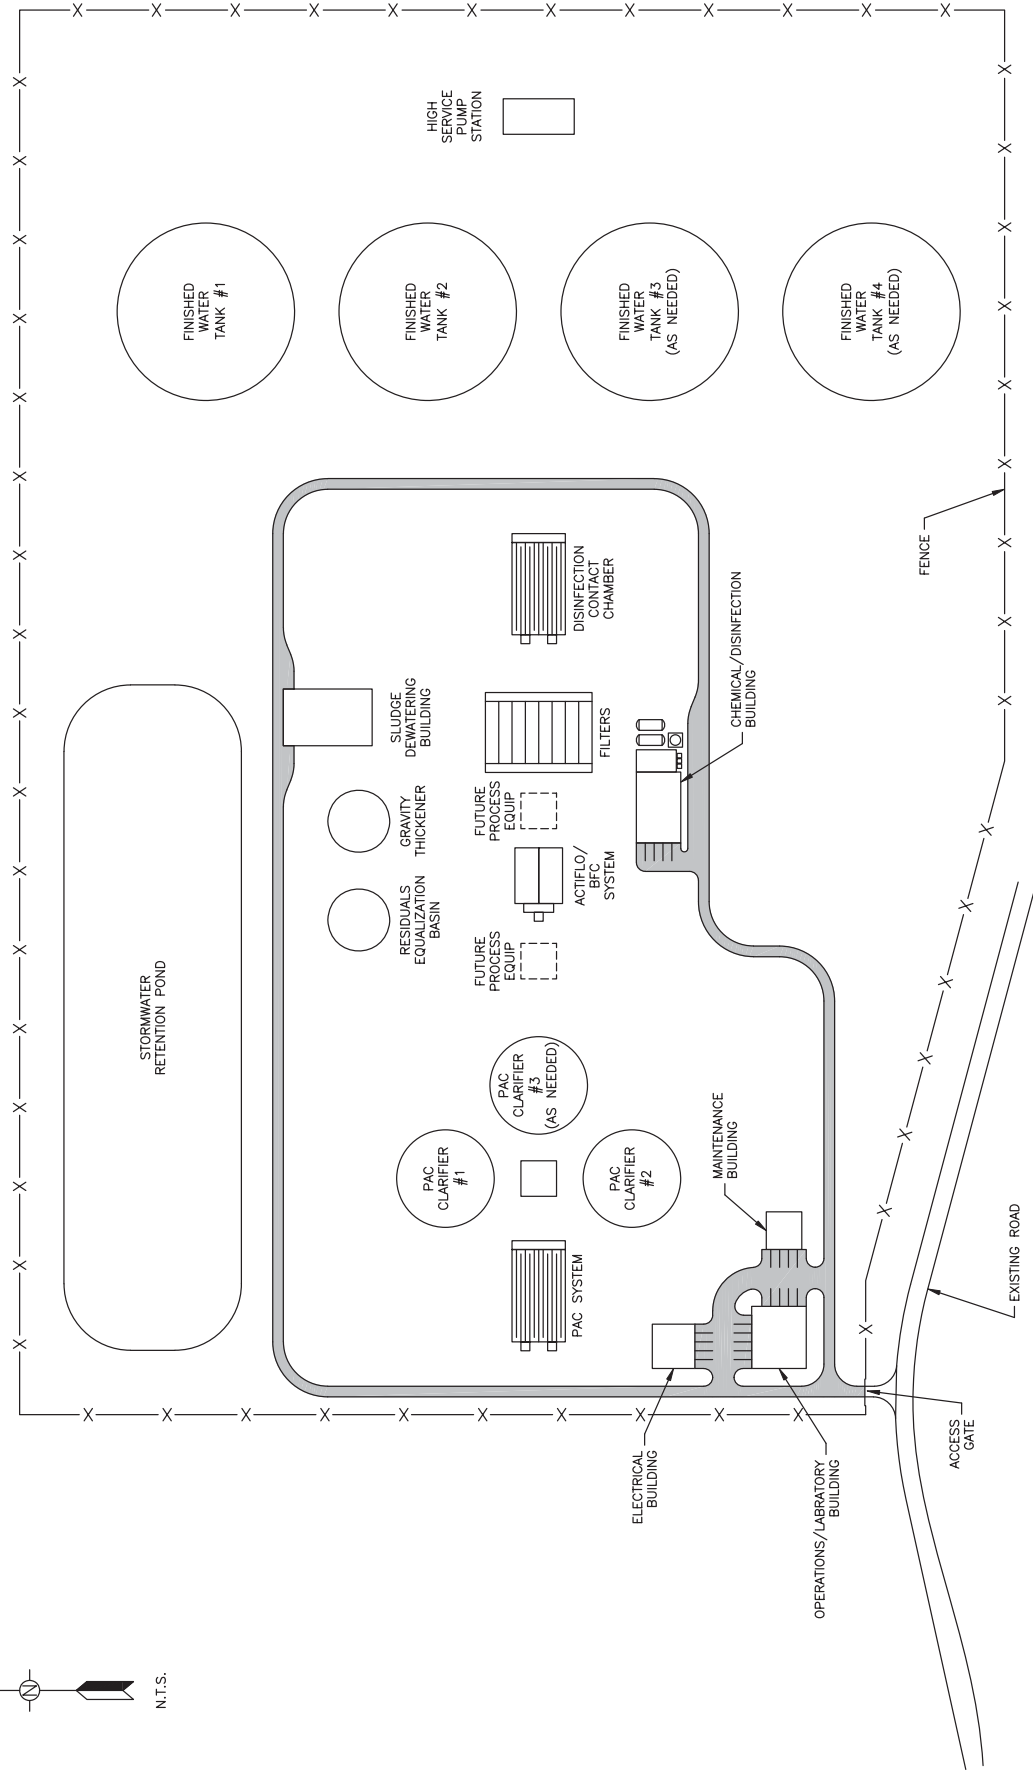 N
N.T.S.
STORMWATER
RETENTION POND
FINISHED
WATER
TANK #1
RESIDUALS
EQUALIZATION
BASIN
GRAVITY
THICKENER
SLUDGE
DEWATERING
BUILDING
FINISHED
WATER
TANK #2
HIGH
SERVICE
PUMP
STATION
PAC
CLARIFIER
#1
PAC
CLARIFIER
#3
(AS NEEDED)
FUTURE
PROCESS
EQUIP
FUTURE
PROCESS
EQUIP
PAC SYSTEM
ACTIFLO/
BFC
SYSTEM
FILTERS
DISINFECTION
CONTACT
CHAMBER
PAC
CLARIFIER
#2
FINISHED
WATER
TANK #3
(AS NEEDED)
ELECTRICAL
BUILDING
MAINTENANCE
BUILDING
CHEMICAL/DISINFECTION
BUILDING
OPERATIONS/LABRATORY
BUILDING
FINISHED
WATER
TANK #4
(AS NEEDED)
FENCE
ACCESS
GATE
EXISTING ROAD